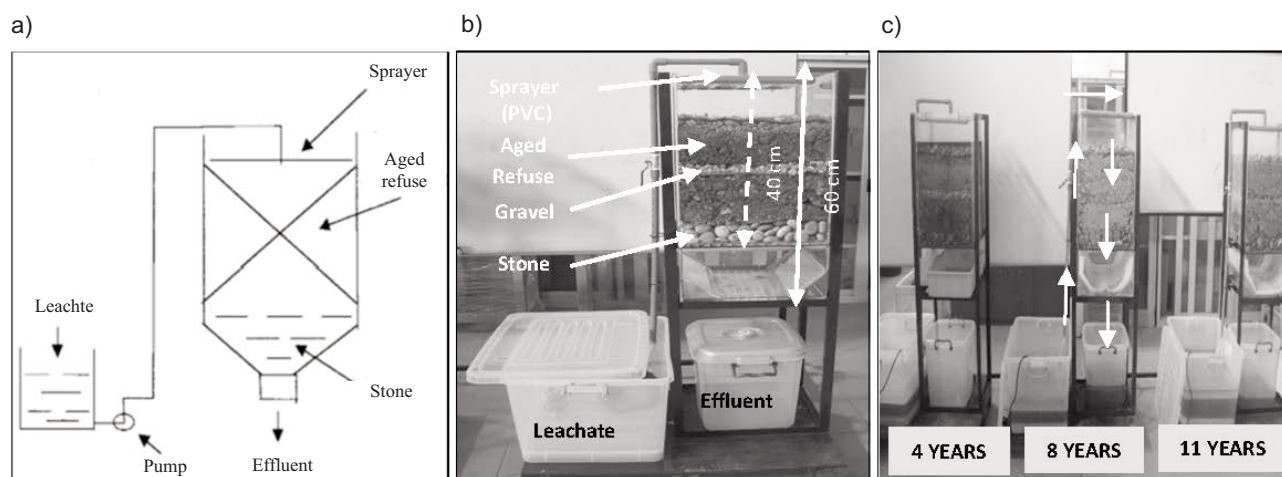 a)
Sprayer
Aged
refuse
Leachte
Stone
Pump
Effluent
b)
Sprayer
(PVC)
Aged
Refuse
Gravel
Stone
40 cm
60 cm
Leachate
Effluent
c)
4 YEARS
8 YEARS
11 YEARS